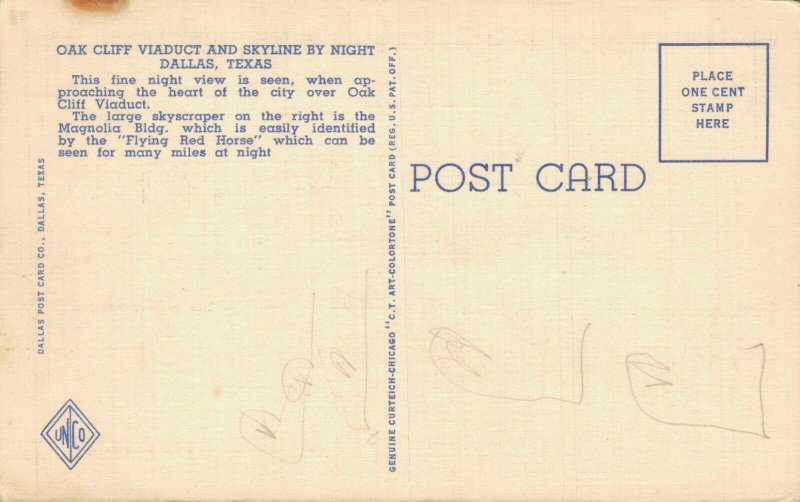 OAK CLIFF VIADUCT AND SKYLINE BY NIGHT
DALLAS, TEXAS
This fine night view is seen, when ap-
proaching the heart of the city over Oak
Cliff Viaduct.
The large skyscraper on the right is the
Magnolia Bldg. which is easily identified
by the "Flying Red Horse" which can be
seen for many miles at night
DALLAS POST CARD CO., DALLAS, TEXAS
UNICO
GENUINE CURTEICH-CHICAGO "C.T. ART-COLORTONE" POST CARD (REG. U.S. PAT. OFF.)
POST CARD
PLACE
ONE CENT
STAMP
HERE